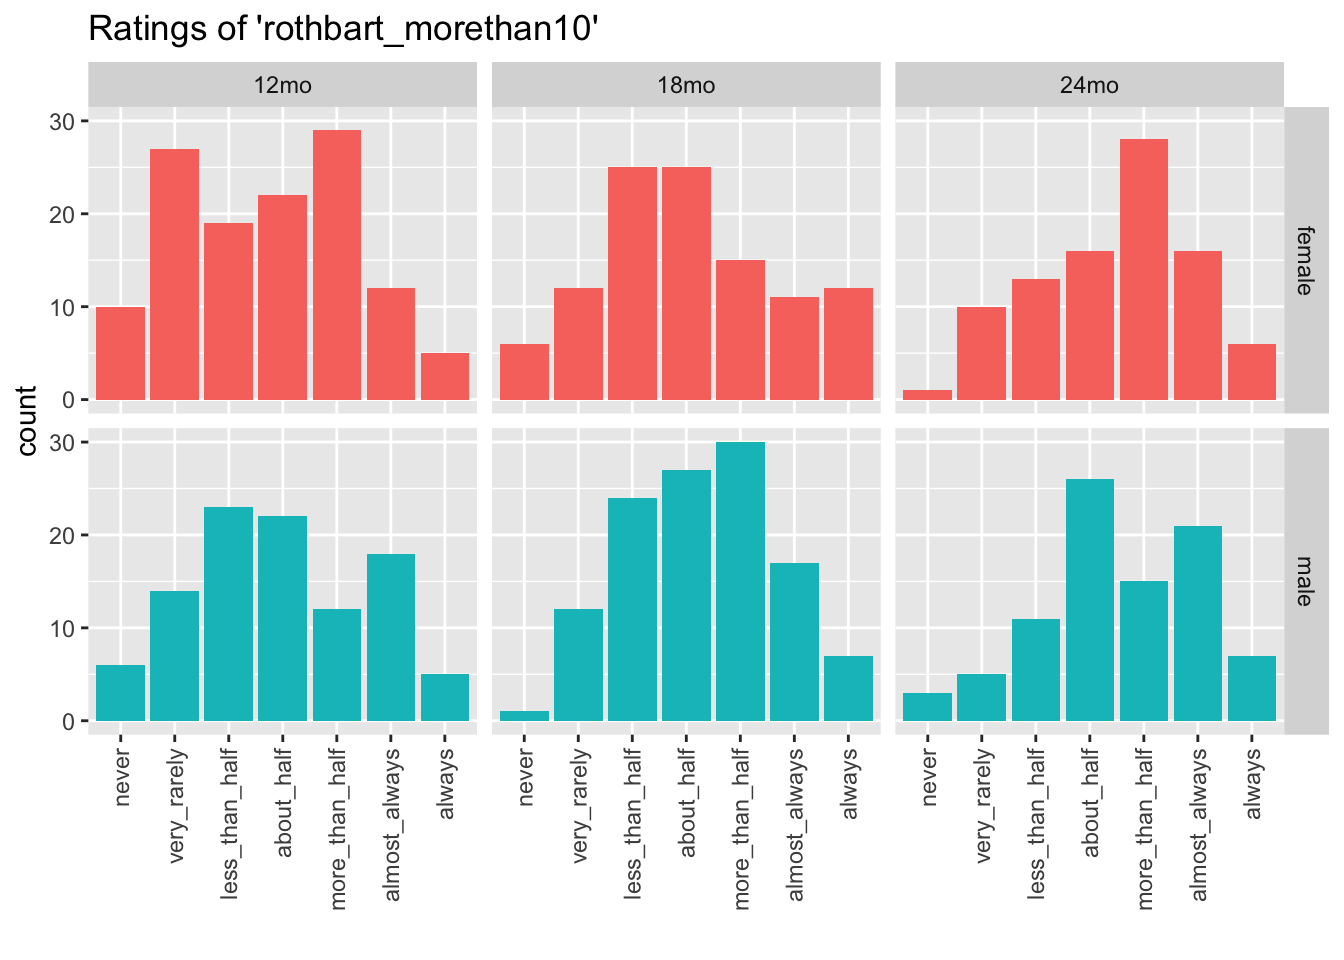 Ratings of 'rothbart_morethan10'
12mo 18mo 24mo
30
20
10
0
female
count
30
20
10
0
male
never very_rarely less_than_half about_half more_than_half almost_always always never very_rarely less_than_half about_half more_than_half almost_always always never very_rarely less_than_half about_half more_than_half almost_always always